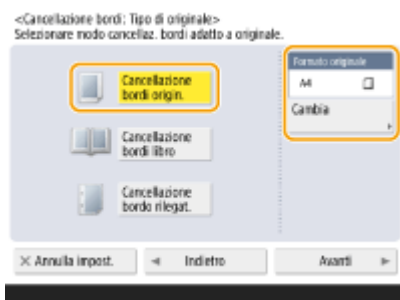 <Cancellazione bordi: Tipo di originale>
Selezionare modo cancellaz. bordi adatto a originale.
Cancellazione
bordi origin.
Cancellazione
bordi libro
Cancellazione
bordo rilegat.
Formato originale
A4
Cambia
Annulla impost.
Indietro
Avanti